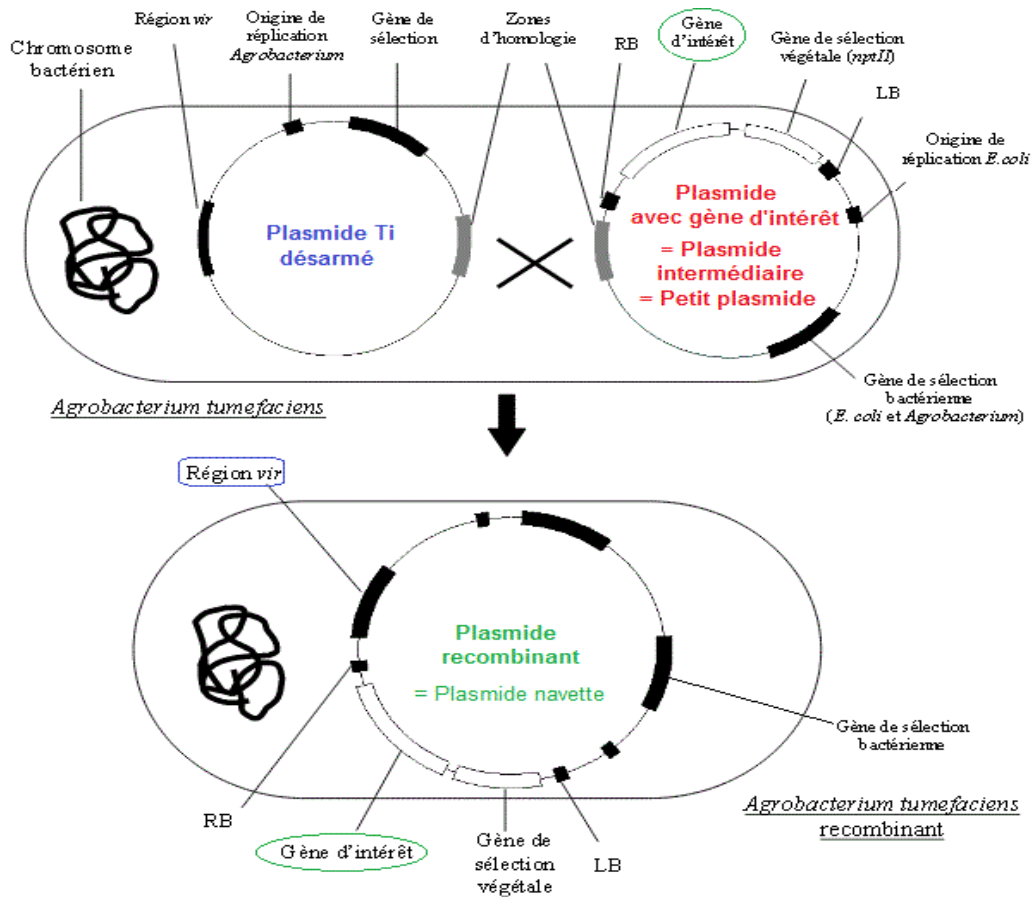 Chromosome
bactérien
Région vir
Origine de
réplication
Agrobacterium
Gène de
sélection
Zones
d'homologie
RB
Gène
d'intérêt
Gène de sélection
végétale (nptII)
LB
Origine de
réplication E.coli
Plasmide Ti
désarmé
Plasmide
avec gène d'intérêt
= Plasmide
intermédiaire
= Petit plasmide
Gène de sélection
bactérienne
(E. coli et Agrobacterium)
Agrobacterium tumefaciens
Région vir
Plasmide
recombinant
= Plasmide navette
Gène de sélection
bactérienne
RB
Gène d'intérêt
Gène de
sélection
végétale
LB
Agrobacterium tumefaciens
recombinant